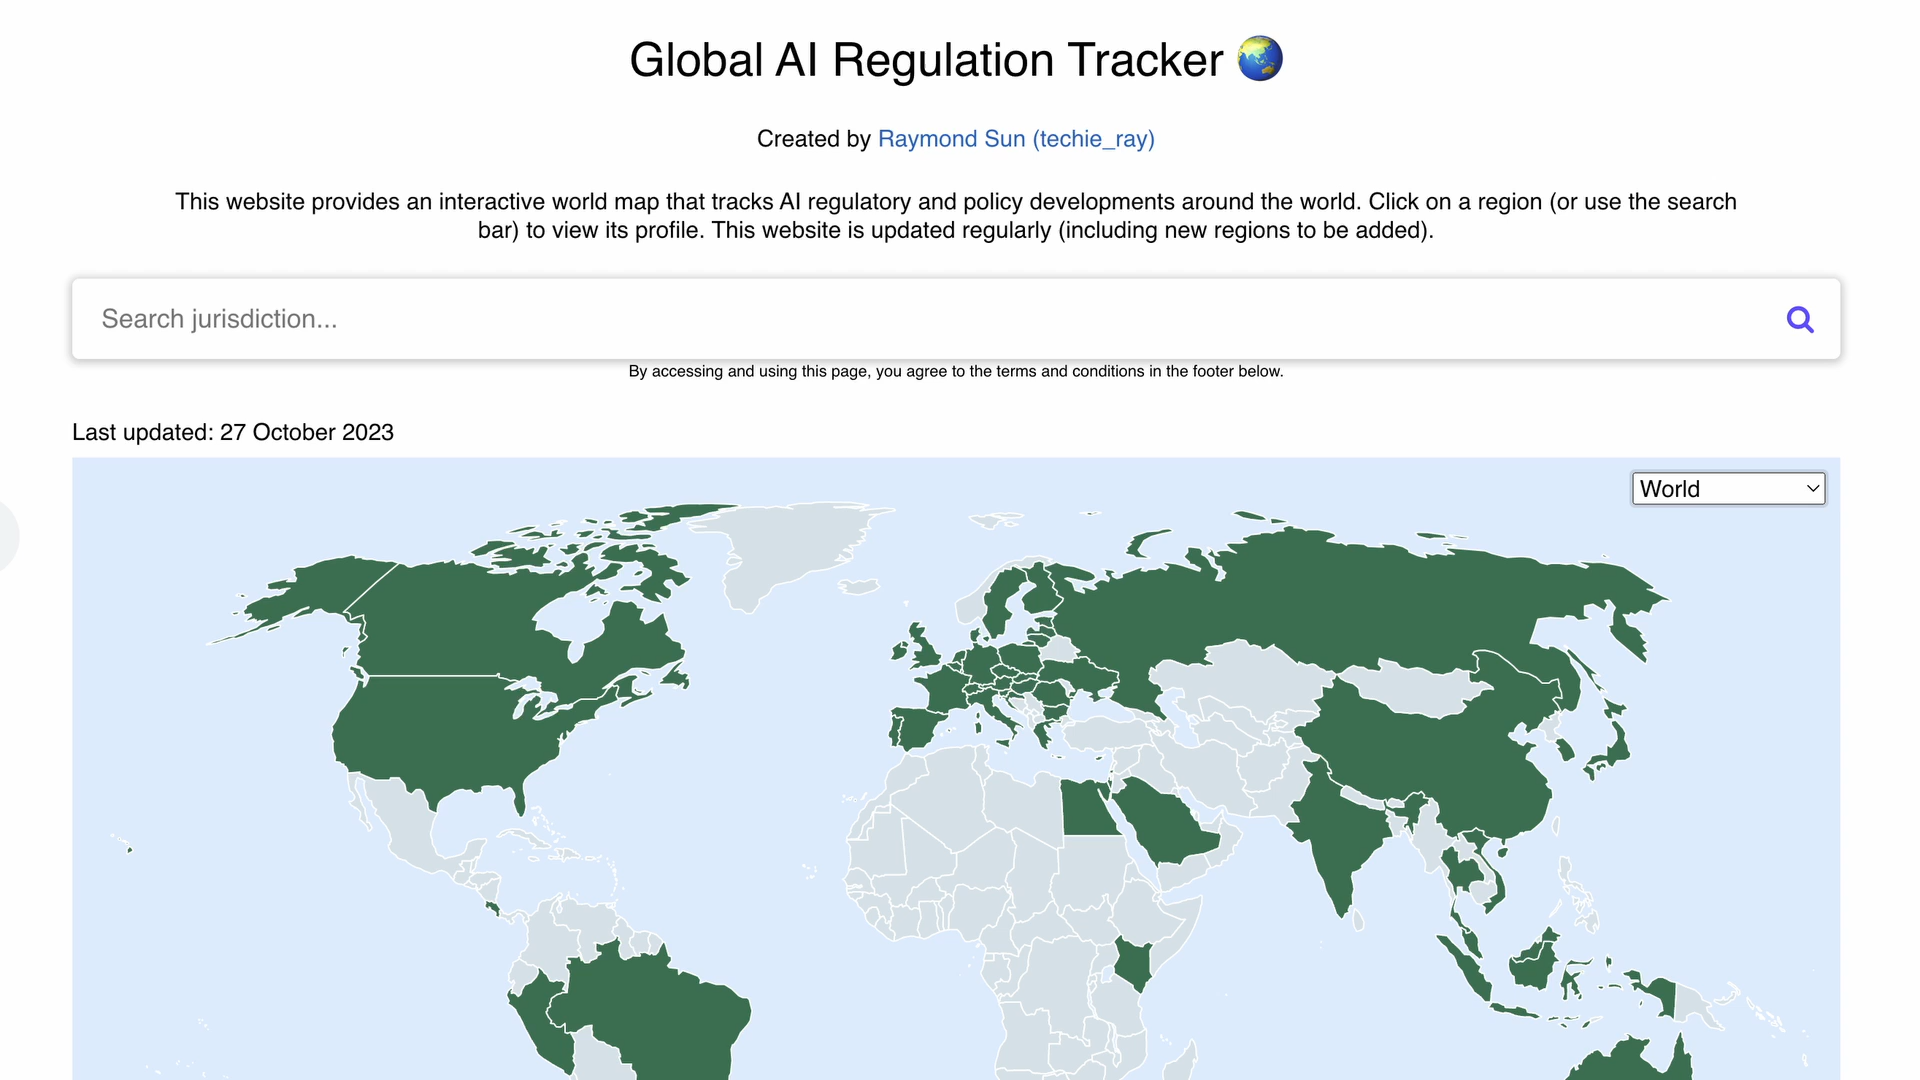 Global AI Regulation Tracker
Created by Raymond Sun (techie_ray)
This website provides an interactive world map that tracks AI regulatory and policy developments around the world. Click on a region (or use the search
bar) to view its profile. This website is updated regularly (including new regions to be added).
Search jurisdiction...
By accessing and using this page, you agree to the terms and conditions in the footer below.
Last updated: 27 October 2023
World